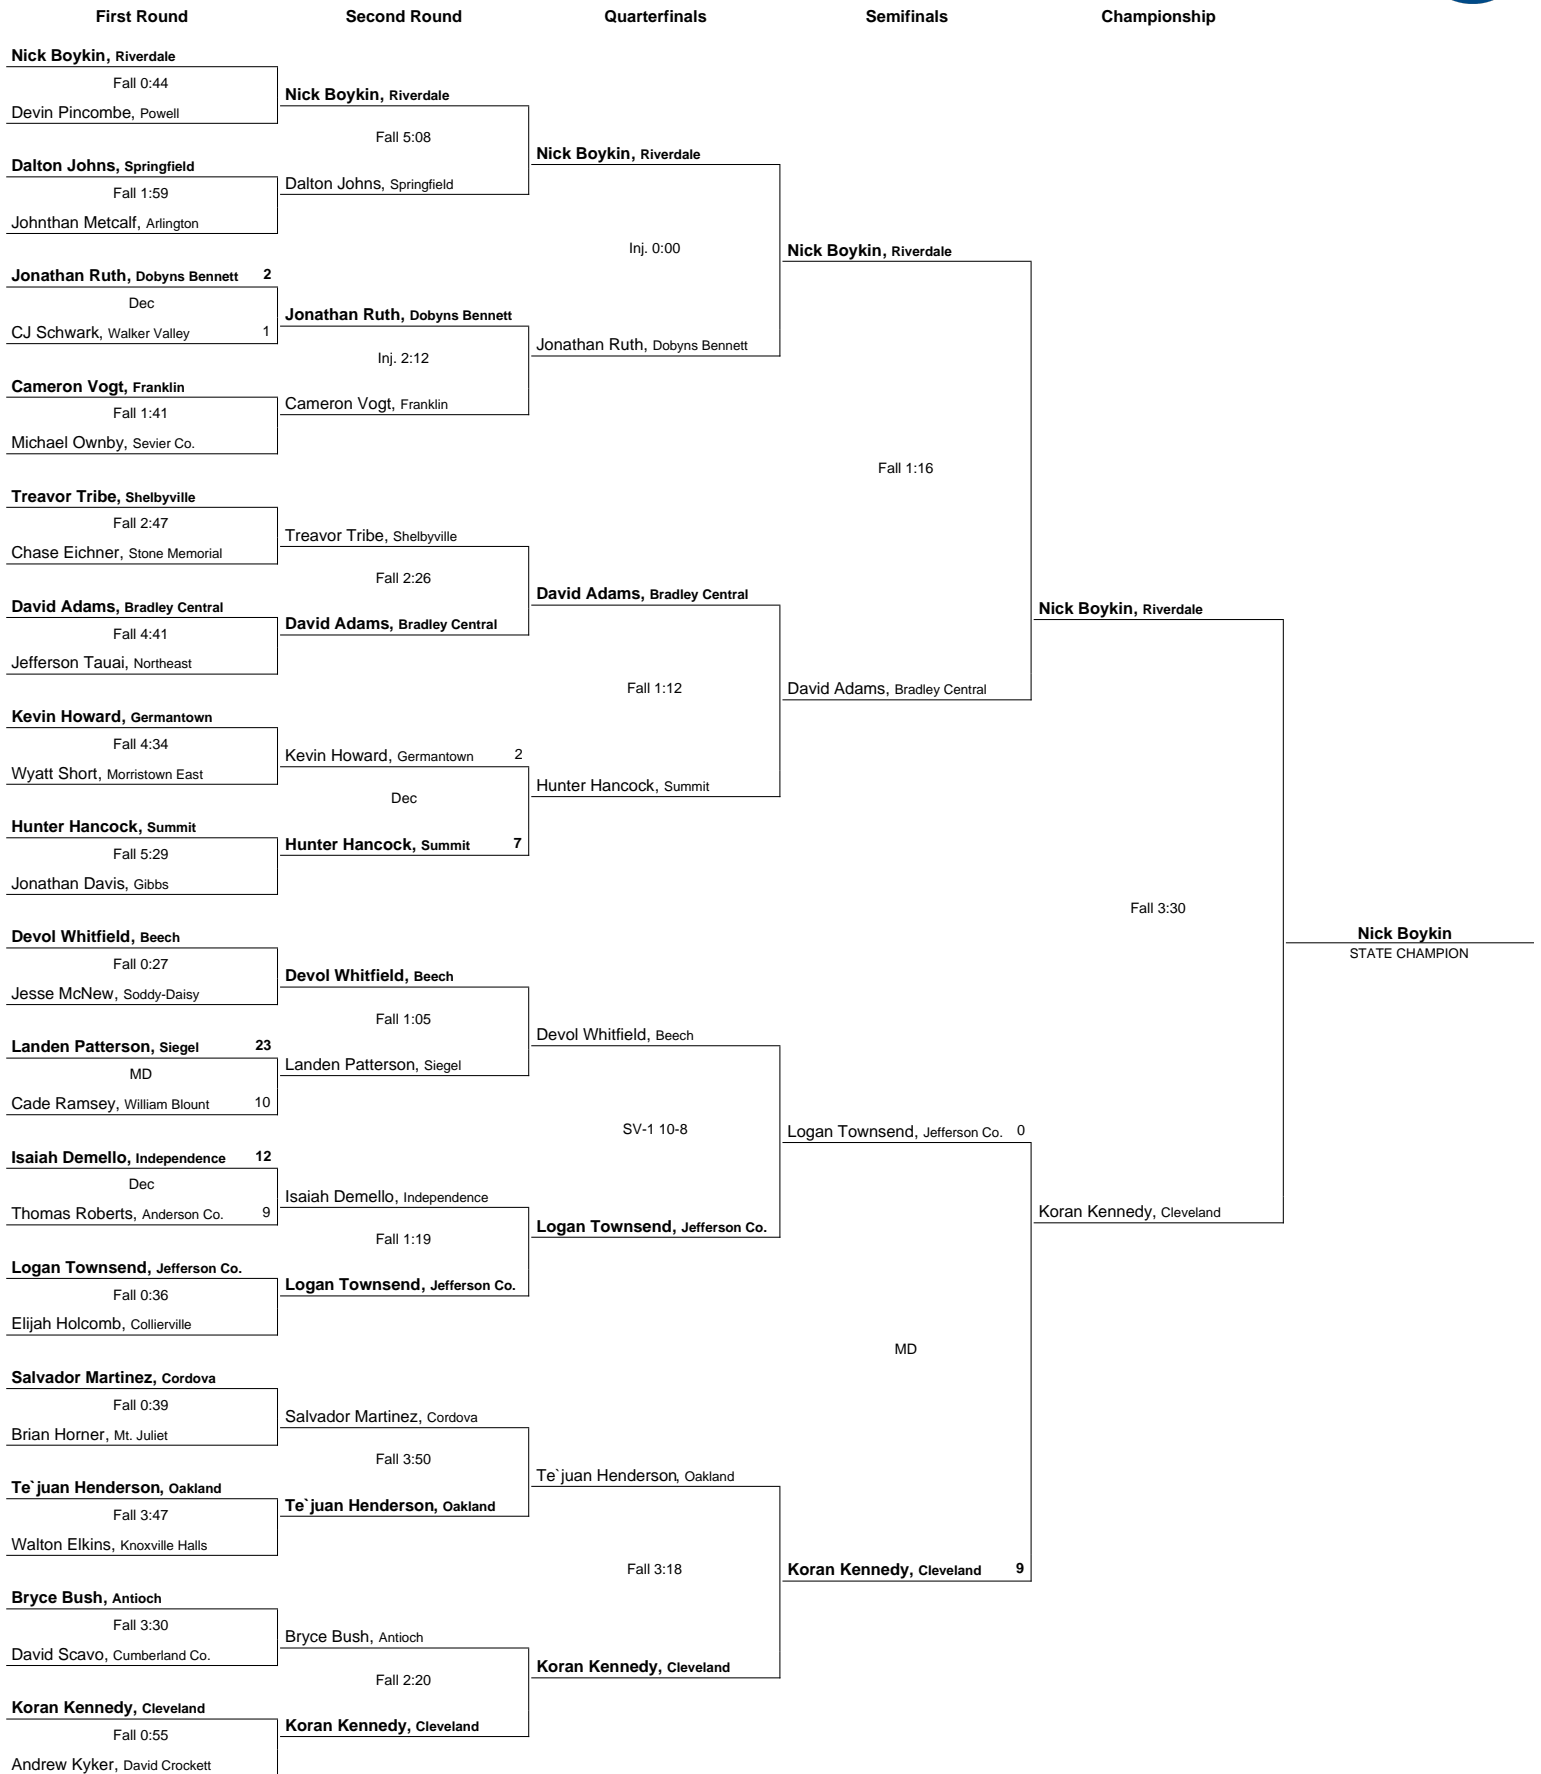 First Round
Second Round
Quarterfinals
Semifinals
Championship
Nick Boykin, Riverdale
Fall 0:44
Devin Pincombe, Powell
Dalton Johns, Springfield
Fall 1:59
Johnthan Metcalf, Arlington
Jonathan Ruth, Dobyns Bennett 2
Dec
CJ Schwark, Walker Valley 1
Cameron Vogt, Franklin
Fall 1:41
Michael Ownby, Sevier Co.
Treavor Tribe, Shelbyville
Fall 2:47
Chase Eichner, Stone Memorial
David Adams, Bradley Central
Fall 4:41
Jefferson Tauai, Northeast
Kevin Howard, Germantown
Fall 4:34
Wyatt Short, Morristown East
Hunter Hancock, Summit
Fall 5:29
Jonathan Davis, Gibbs
Devol Whitfield, Beech
Fall 0:27
Jesse McNew, Soddy-Daisy
Landen Patterson, Siegel 23
MD
Cade Ramsey, William Blount 10
Isaiah Demello, Independence 12
Dec
Thomas Roberts, Anderson Co. 9
Logan Townsend, Jefferson Co.
Fall 0:36
Elijah Holcomb, Collierville
Salvador Martinez, Cordova
Fall 0:39
Brian Horner, Mt. Juliet
Te`juan Henderson, Oakland
Fall 3:47
Walton Elkins, Knoxville Halls
Bryce Bush, Antioch
Fall 3:30
David Scavo, Cumberland Co.
Koran Kennedy, Cleveland
Fall 0:55
Andrew Kyker, David Crockett
Nick Boykin, Riverdale
Fall 5:08
Dalton Johns, Springfield
Jonathan Ruth, Dobyns Bennett
Inj. 2:12
Cameron Vogt, Franklin
Treavor Tribe, Shelbyville
Fall 2:26
David Adams, Bradley Central
Kevin Howard, Germantown 2
Dec
Hunter Hancock, Summit 7
Devol Whitfield, Beech
Fall 1:05
Landen Patterson, Siegel
Isaiah Demello, Independence
Fall 1:19
Logan Townsend, Jefferson Co.
Salvador Martinez, Cordova
Fall 3:50
Te`juan Henderson, Oakland
Bryce Bush, Antioch
Fall 2:20
Koran Kennedy, Cleveland
Nick Boykin, Riverdale
Inj. 0:00
Jonathan Ruth, Dobyns Bennett
David Adams, Bradley Central
Fall 1:12
Hunter Hancock, Summit
Devol Whitfield, Beech
SV-1 10-8
Logan Townsend, Jefferson Co.
Te`juan Henderson, Oakland
Fall 3:18
Koran Kennedy, Cleveland
Nick Boykin, Riverdale
Fall 1:16
David Adams, Bradley Central
Logan Townsend, Jefferson Co. 0
MD
Koran Kennedy, Cleveland 9
Nick Boykin, Riverdale
Fall 3:30
Koran Kennedy, Cleveland
Nick Boykin
STATE CHAMPION